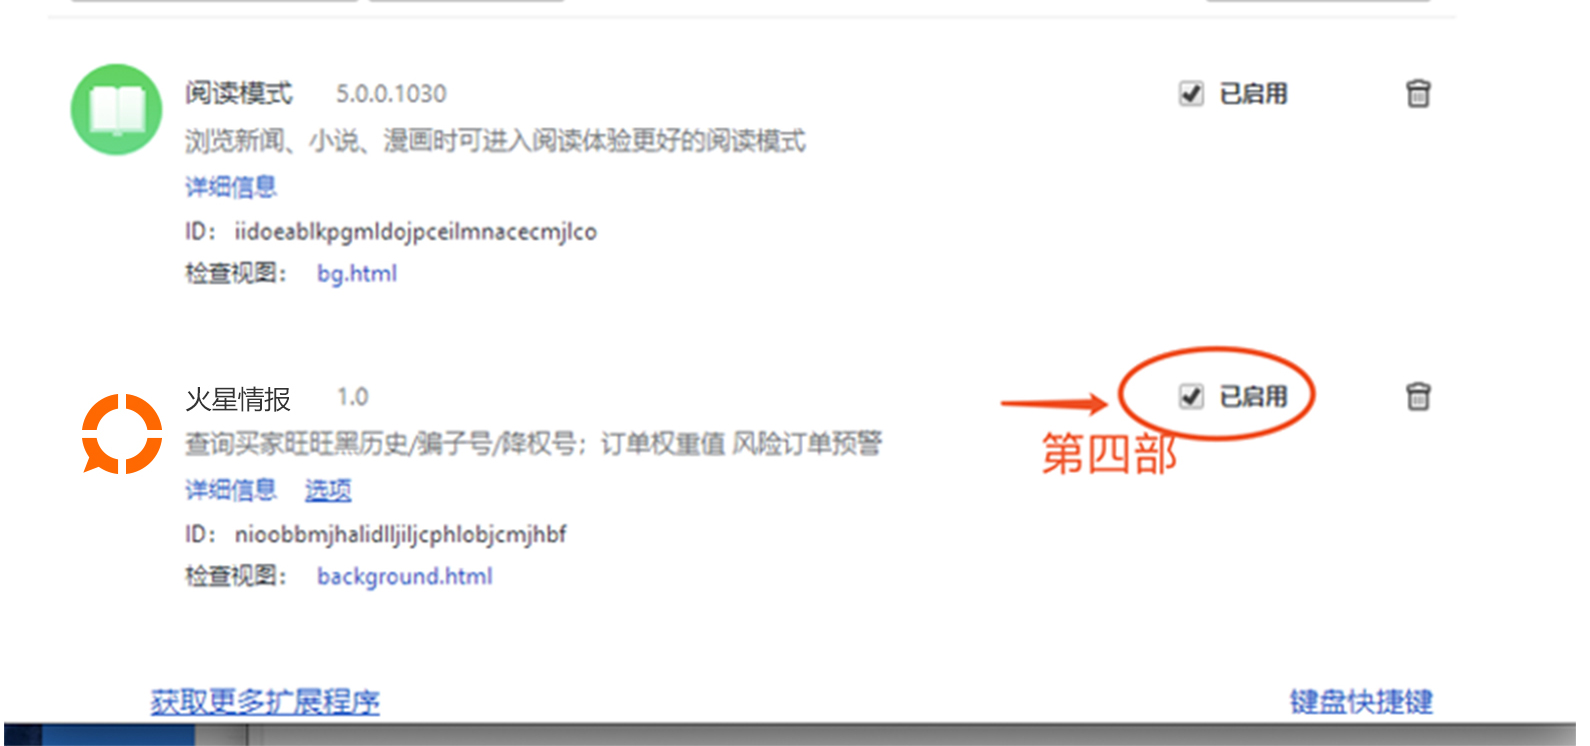 阅读模式 5.0.0.1030 已启用
浏览新闻、小说、漫画时可进入阅读体验更好的阅读模式
详细信息
ID: iidoeablkpgmldojpceilmnacecmjlco
检查视图: bg.html
火星情报 1.0 已启用
查询买家旺旺黑历史/骗子号/降权号; 订单权重值 风险订单预警
第四部
详细信息 选项
ID: nioobbmjhalidlljiljcphlobjcmjhbf
检查视图: background.html
获取更多扩展程序 键盘快捷键